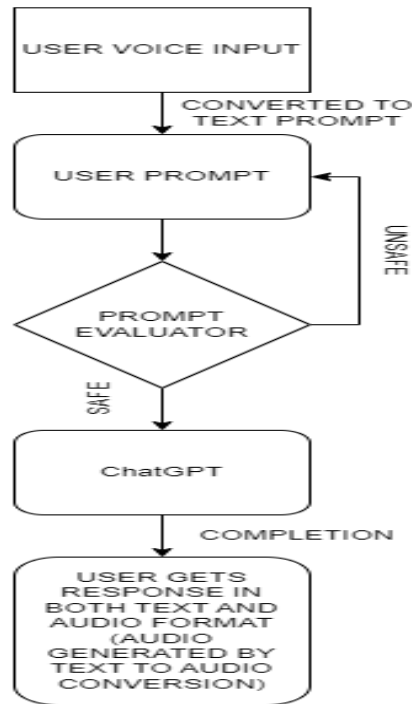 USER VOICE INPUT
CONVERTED TO
TEXT PROMPT
USER PROMPT
UNSAFE
PROMPT
EVALUATOR
SAFE
ChatGPT
COMPLETION
USER GETS
RESPONSE IN
BOTH TEXT AND
AUDIO FORMAT
(AUDIO
GENERATED BY
TEXT TO AUDIO
CONVERSION)